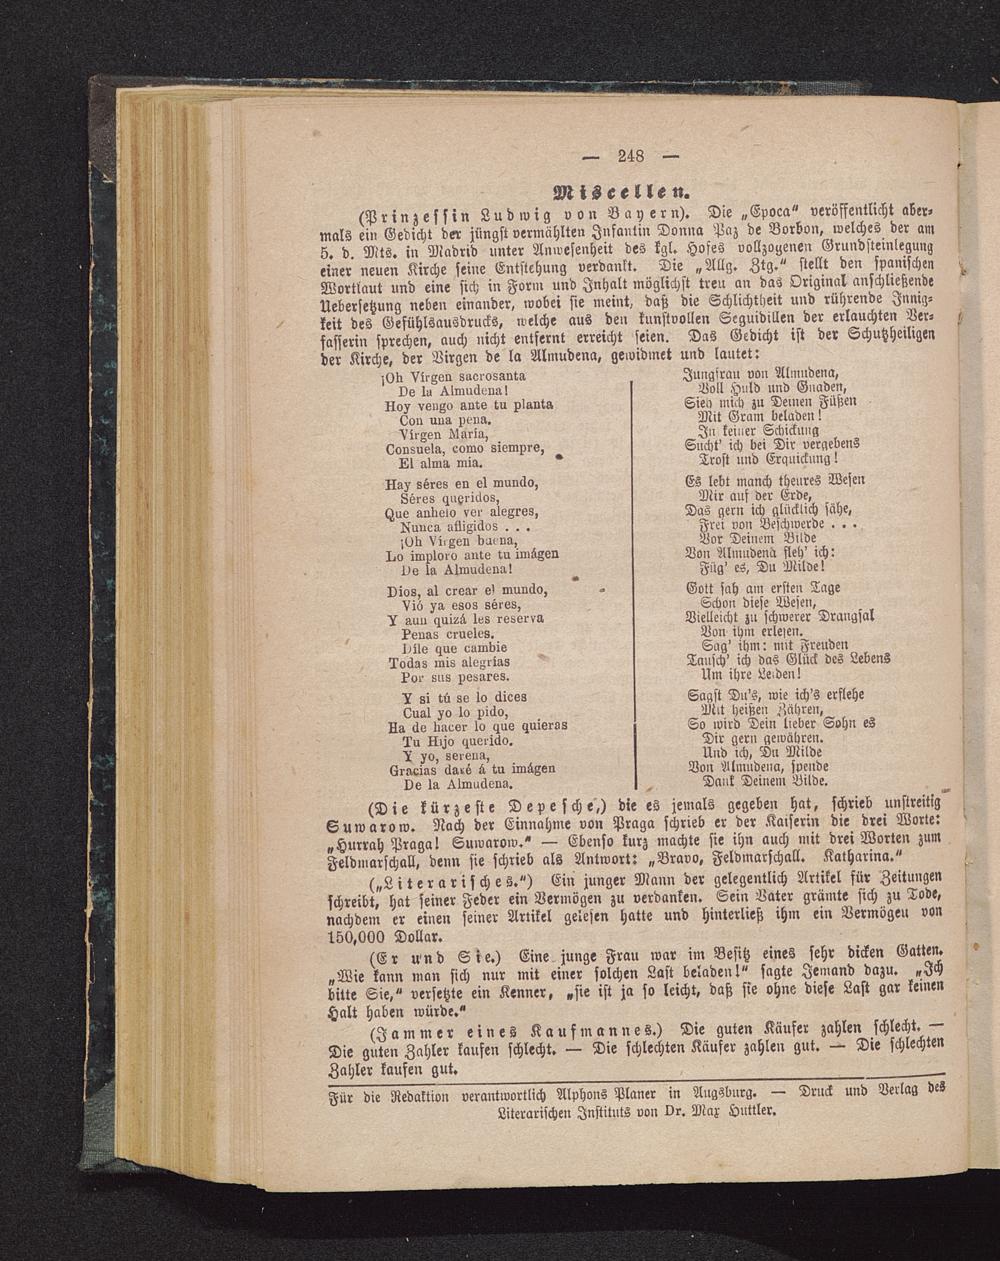 — 248 —
Miscellen.
(Prinzessin Ludwig von Bayern). Die „Epoca“ veröffentlicht aber-
mals ein Gedicht der jüngst vermählten Infantin Donna Paz de Borbon, welches der am
5. d. Mts. in Madrid unter Anwesenheit des kgl. Hofes vollzogenen Grundsteinlegung
einer neuen Kirche seine Entstehung verdankt. Die „Allg. Ztg.“ stellt den spanischen
Wortlaut und eine sich in Form und Inhalt möglichst treu an das Original anschließende
Uebersetzung neben einander, wobei sie meint, daß die Schlichtheit und rührende Innig-
keit des Gefühlsausdrucks, welche aus den kunstvollen Seguidillen der erlauchten Ver-
fasserin sprechen, auch nicht entfernt erreicht seien. Das Gedicht ist der Schutzheiligen
der Kirche, der Virgen de la Almudena, gewidmet und lautet:
¡Oh Vírgen sacrosanta
De la Almudena!
Hoy vengo ante tu planta
Con una pena.
Vírgen María,
Consuela, como siempre,
El alma mia.
Hay séres en el mundo,
Séres queridos,
Que anhelo ver alegres,
Nunca afligidos . . .
¡Oh Vírgen buena,
Lo imploro ante tu imágen
De la Almudena!
Dios, al crear el mundo,
Vió ya esos séres,
Y aun quizá les reserva
Penas crueles.
Díle que cambie
Todas mis alegrías
Por sus pesares.
Y si tú se lo dices
Cual yo lo pido,
Ha de hacer lo que quieras
Tu Hijo querido.
Y yo, serena,
Gracias daré á tu imágen
De la Almudena.
Jungfrau von Almudena,
Voll Huld und Gnaden,
Sieh mich zu Deinen Füßen
Mit Gram beladen!
In keiner Schickung
Sucht' ich bei Dir vergebens
Trost und Erquickung!
Es lebt manch theures Wesen
Mir auf der Erde,
Das gern ich glücklich sähe,
Frei von Beschwerde . . .
Vor Deinem Bilde
Von Almudena fleh' ich:
Füg' es, Du Milde!
Gott sah am ersten Tage
Schon diese Wesen,
Vielleicht zu schwerer Drangsal
Von ihm erlesen.
Sag' ihm: mit Freuden
Tausch' ich das Glück des Lebens
Um ihre Leiden!
Sagst Du's, wie ich's erflehe
Mit heißen Zähren,
So wird Dein lieber Sohn es
Dir gern gewähren.
Und ich, Du Milde
Von Almudena, spende
Dank Deinem Bilde.
(Die kürzeste Depesche,) die es jemals gegeben hat, schrieb unstreitig
Suwarow. Nach der Einnahme von Praga schrieb er der Kaiserin die drei Worte:
„Hurrah Praga! Suwarow.“ — Ebenso kurz machte sie ihn auch mit drei Worten zum
Feldmarschall, denn sie schrieb als Antwort: „Bravo, Feldmarschall. Katharina.“
(„Literarisches.“) Ein junger Mann der gelegentlich Artikel für Zeitungen
schreibt, hat seiner Feder ein Vermögen zu verdanken. Sein Vater grämte sich zu Tode,
nachdem er einen seiner Artikel gelesen hatte und hinterließ ihm ein Vermögeu von
150,000 Dollar.
(Er und Sie.) Eine junge Frau war im Besitz eines sehr dicken Gatten.
„Wie kann man sich nur mit einer solchen Last beladen!“ sagte Jemand dazu. „Ich
bitte Sie,“ versetzte ein Kenner, „sie ist ja so leicht, daß sie ohne diese Last gar keinen
Halt haben würde.“
(Jammer eines Kaufmannes.) Die guten Käufer zahlen schlecht. —
Die guten Zahler kaufen schlecht. — Die schlechten Käufer zahlen gut. — Die schlechten
Zahler kaufen gut.
Für die Redaktion verantwortlich Alphons Planer in Augsburg. — Druck und Verlag des
Literarischen Instituts von Dr. Max Huttler.